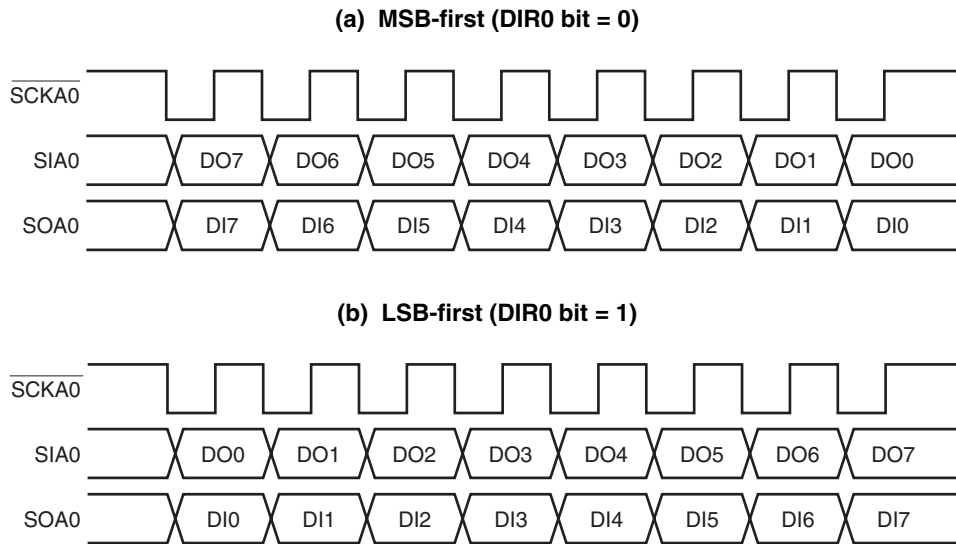 (a) MSB-first (DIR0 bit = 0)
SCKA0
SIA0 DO7 DO6 DO5 DO4 DO3 DO2 DO1 DO0
SOA0 DI7 DI6 DI5 DI4 DI3 DI2 DI1 DI0
(b) LSB-first (DIR0 bit = 1)
SCKA0
SIA0 DO0 DO1 DO2 DO3 DO4 DO5 DO6 DO7
SOA0 DI0 DI1 DI2 DI3 DI4 DI5 DI6 DI7